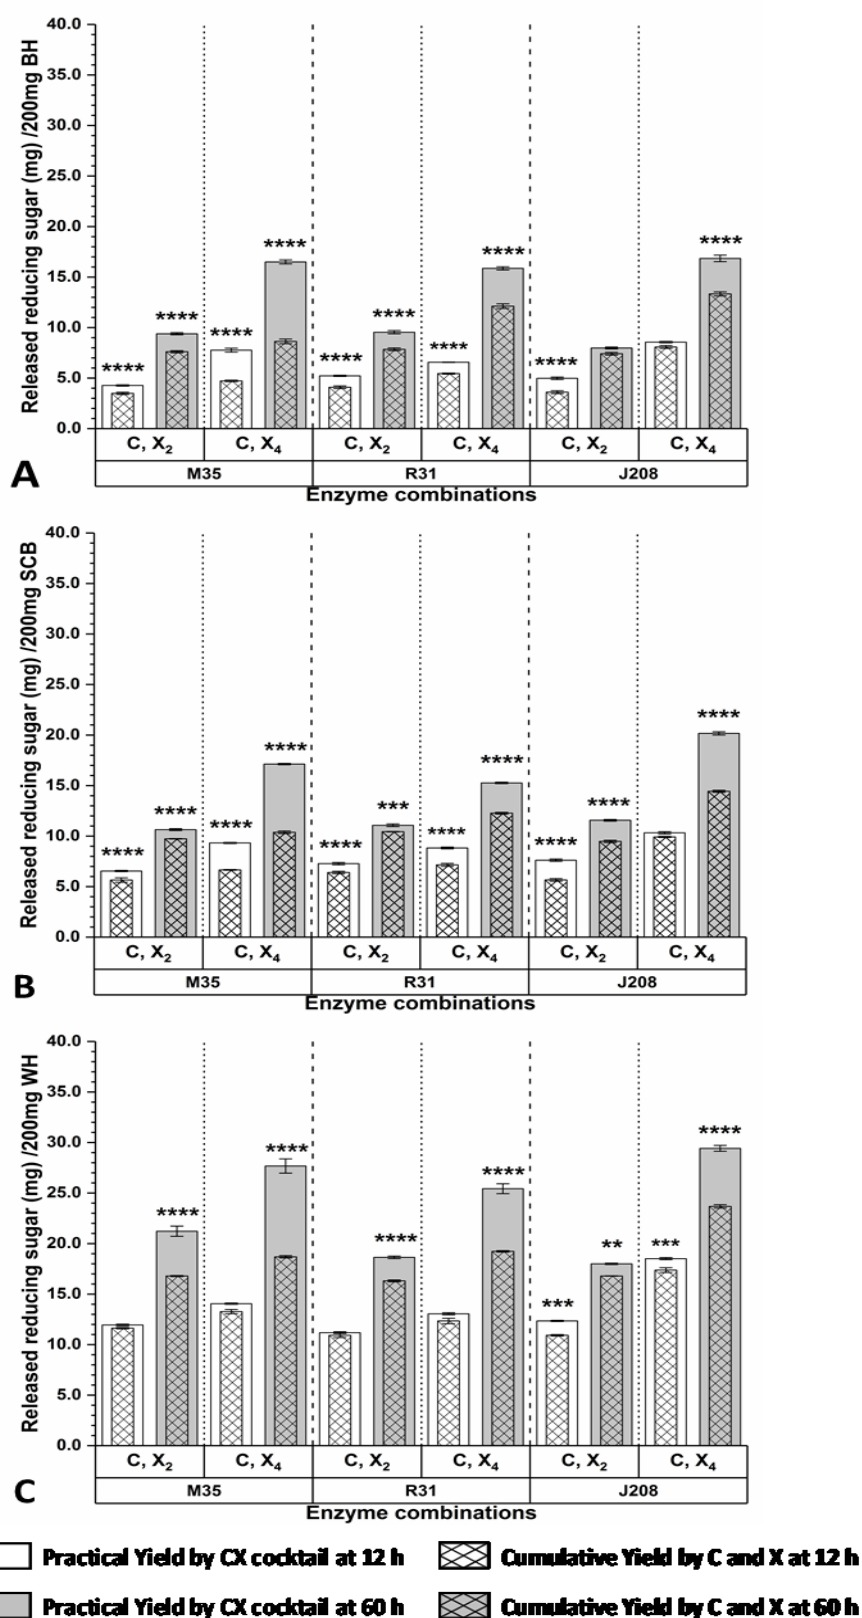 40.0
35.0
30.0
25.0
20.0
15.0
10.0
5.0
0.0
Released reducing sugar (mg) /200mg BH
**** **** **** **** **** **** **** **** **** ****
C, X2 C, X4 C, X2 C, X4 C, X2 C, X4
M35 R31 J208
Enzyme combinations
A
40.0
35.0
30.0
25.0
20.0
15.0
10.0
5.0
0.0
Released reducing sugar (mg) /200mg SCB
**** **** **** **** **** *** **** **** **** **** ****
C, X2 C, X4 C, X2 C, X4 C, X2 C, X4
M35 R31 J208
Enzyme combinations
B
40.0
35.0
30.0
25.0
20.0
15.0
10.0
5.0
0.0
Released reducing sugar (mg) /200mg WH
**** **** **** **** *** ** *** ****
C, X2 C, X4 C, X2 C, X4 C, X2 C, X4
M35 R31 J208
Enzyme combinations
C
Practical Yield by CX cocktail at 12 h Cumulative Yield by C and X at 12 h
Practical Yield by CX cocktail at 60 h Cumulative Yield by C and X at 60 h